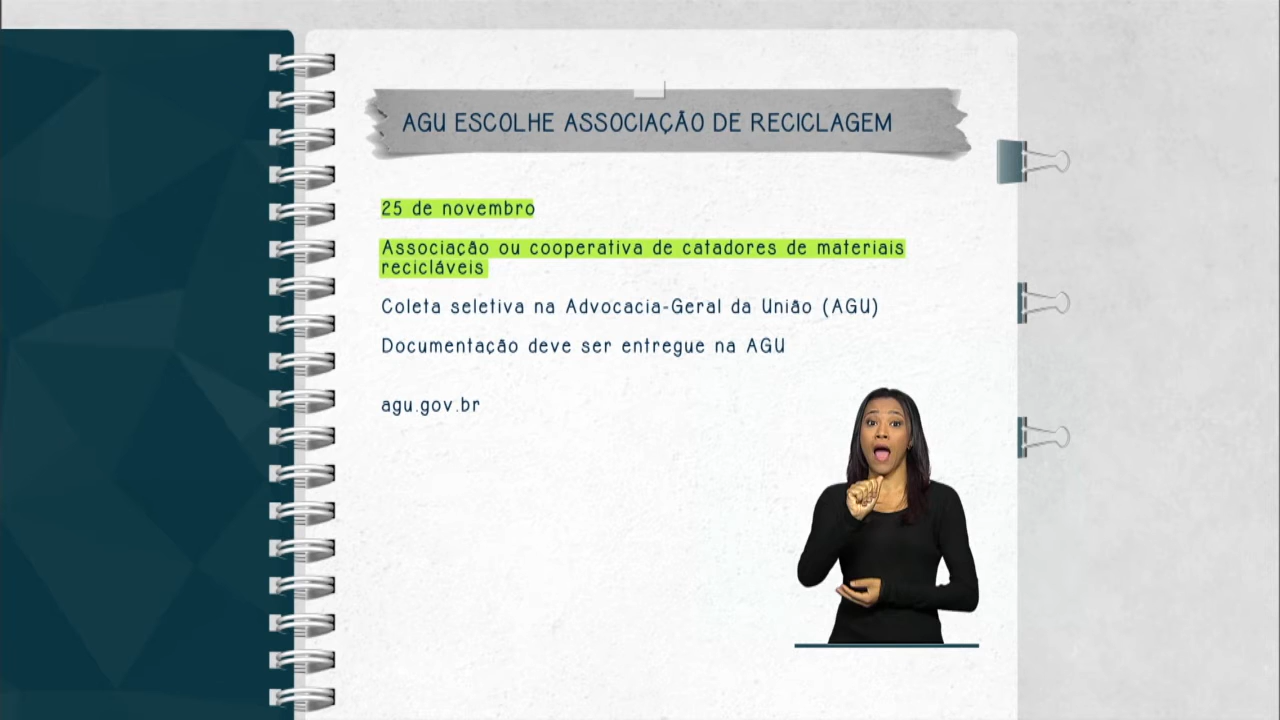 AGU ESCOLHE ASSOCIAÇÃO DE RECICLAGEM
25 de novembro
Associação ou cooperativa de catadores de materiais
recicláveis
Coleta seletiva na Advocacia-Geral da União (AGU)
Documentação deve ser entregue na AGU
agu.gov.br